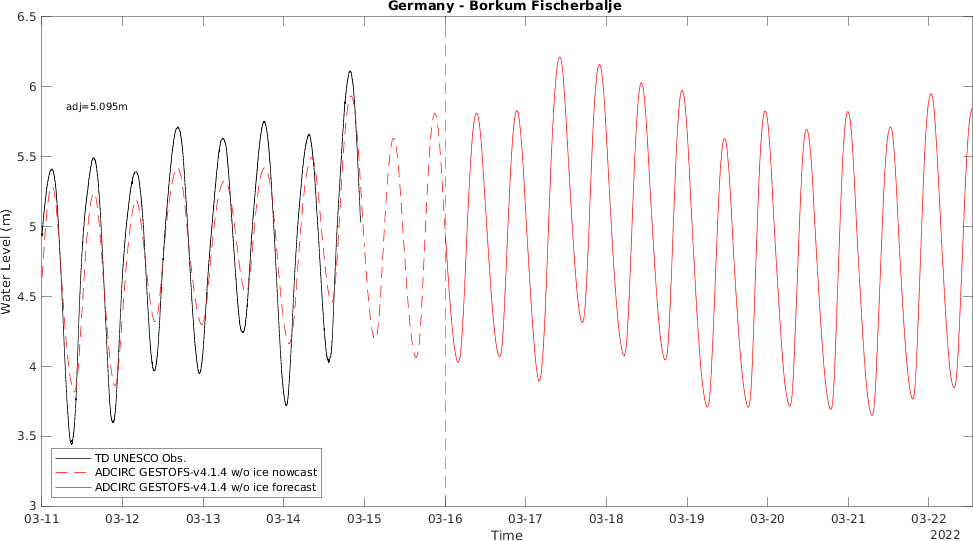 Germany - Borkum Fischerbalje
6.5
6
5.5
5
4.5
4
3.5
3
Water Level (m)
adj=5.095m
TD UNESCO Obs.
ADCIRC GESTOFS-v4.1.4 w/o ice nowcast
ADCIRC GESTOFS-v4.1.4 w/o ice forecast
03-11 03-12 03-13 03-14 03-15 03-16 03-17 03-18 03-19 03-20 03-21 03-22
Time
2022